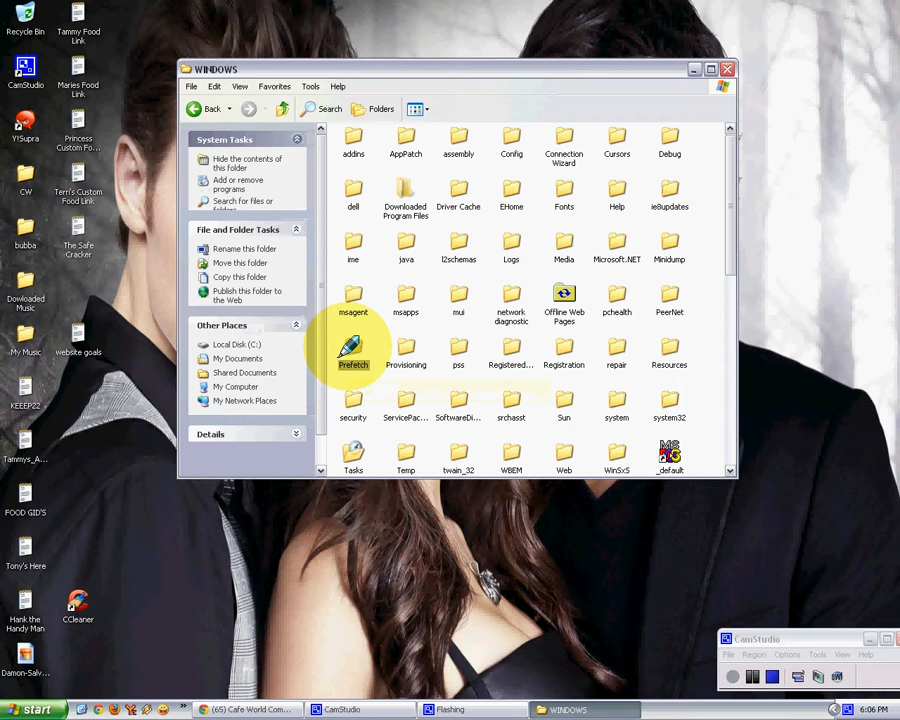 Recycle Bin
CamStudio
Y!Supra
CW
bubba
Dowloaded
Music
My Music
KEEEP22
Tammys_A...
FOOD GID'S
Tony's Here
Hank the
Handy Man
Damon-Salv...
Tammy Food
Link
Maries Food
Link
Princess
Custom Fo...
Terri's Custom
Food Link
The Safe
Cracker
website goals
CCleaner
WINDOWS
File Edit View Favorites Tools Help
Back Search Folders
System Tasks
Hide the contents of
this folder
Add or remove
programs
Search for files or
folders
File and Folder Tasks
Rename this folder
Move this folder
Copy this folder
Publish this folder to
the Web
Other Places
Local Disk (C:)
My Documents
Shared Documents
My Computer
My Network Places
Details
addins AppPatch assembly Config Connection Wizard Cursors Debug
dell Downloaded Program Files Driver Cache EHome Fonts Help ie8updates
ime java l2schemas Logs Media Microsoft.NET Minidump
msagent msapps mui network diagnostic Offline Web Pages pchealth PeerNet
Prefetch Provisioning pss Registered... Registration repair Resources
security ServicePac... SoftwareDi... srchasst Sun system system32
Tasks Temp twain_32 WBEM Web WinSxS _default
CamStudio
File Region Options Tools View Help
start
(65) Cafe World Com...
CamStudio
Flashing
WINDOWS
6:06 PM